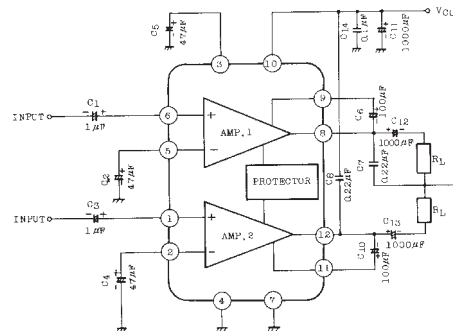 C5
47μF
3
10
C14
0.1μF
C11
1000μF
VCC
INPUT
C1
1μF
6
+
AMP,1
9
C6
100μF
8
C12
1000μF
5
−
C2
47μF
PROTECTOR
C8
0.22μF
C7
0.22μF
RL
RL
INPUT
C3
1μF
1
+
AMP,2
12
C13
1000μF
2
−
11
C10
100μF
C4
47μF
4
7